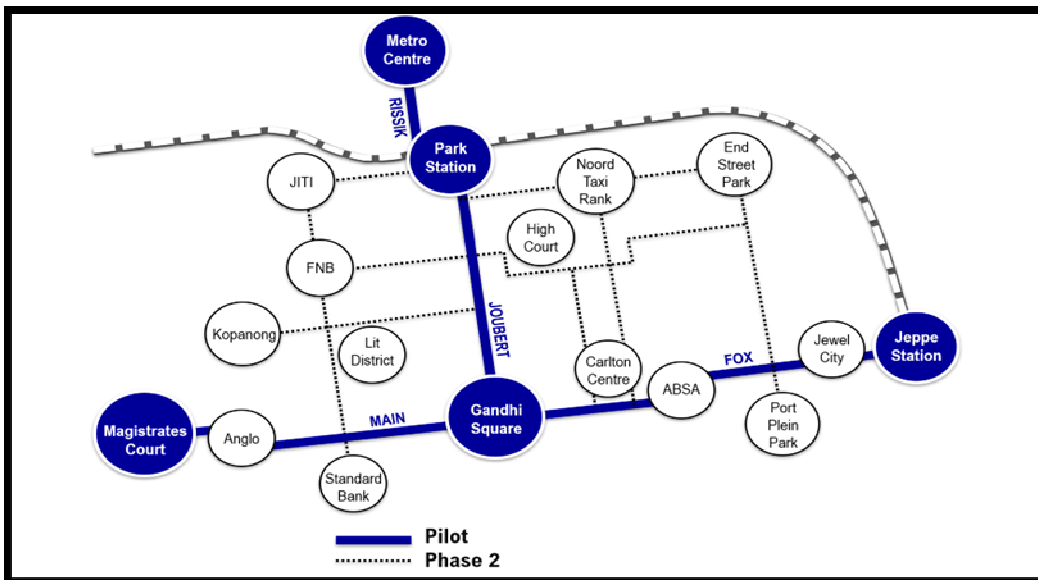 Metro
Centre
RISSIK
Park
Station
JITI
Noord
Taxi
Rank
End
Street
Park
High
Court
FNB
Kopanong
JOUBERT
Lit
District
Jewel
City
Jeppe
Station
Carlton
Centre
FOX
ABSA
Magistrates
Court
Anglo
MAIN
Gandhi
Square
Port
Plein
Park
Standard
Bank
Pilot
Phase 2